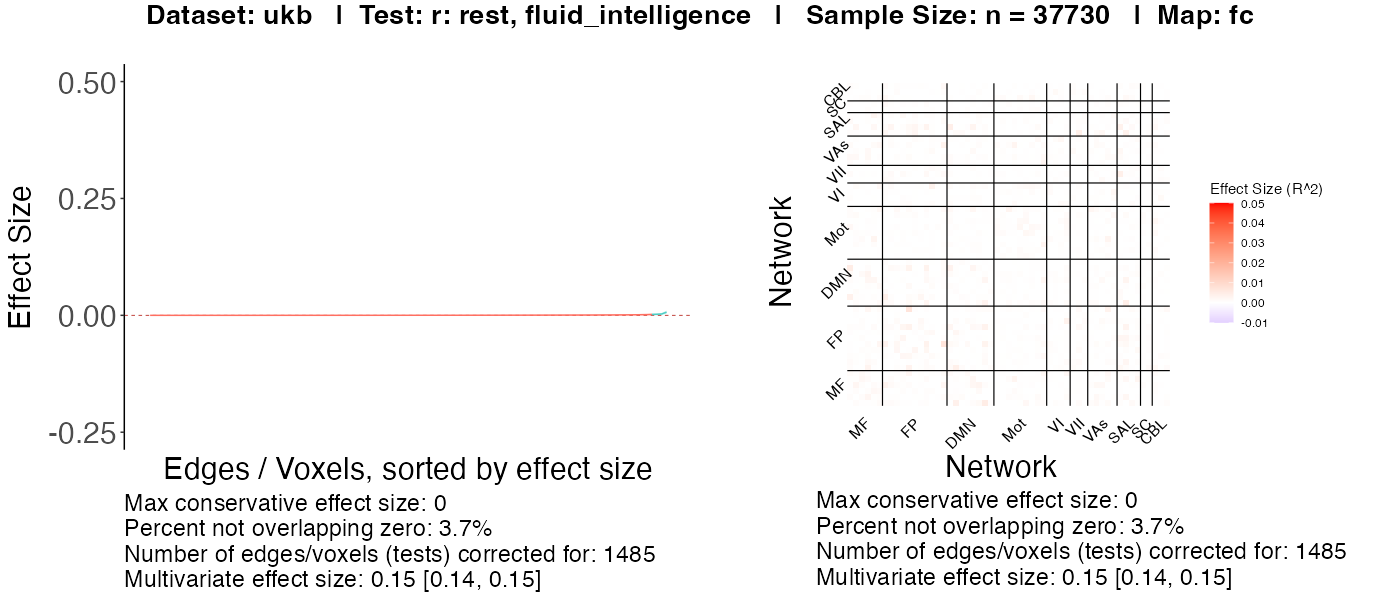 Dataset: ukb | Test: r: rest, fluid_intelligence | Sample Size: n = 37730 | Map: fc
0.50
0.25
0.00
-0.25
Effect Size
Edges / Voxels, sorted by effect size
Max conservative effect size: 0
Percent not overlapping zero: 3.7%
Number of edges/voxels (tests) corrected for: 1485
Multivariate effect size: 0.15 [0.14, 0.15]
Network
CBL
SC
SAL
VAs
VII
VI
Mot
DMN
FP
MF
MF
FP
DMN
Mot
VI
VII
VAs
SAL
SC
CBL
Network
Effect Size (R^2)
0.05
0.04
0.03
0.02
0.01
0.00
-0.01
Max conservative effect size: 0
Percent not overlapping zero: 3.7%
Number of edges/voxels (tests) corrected for: 1485
Multivariate effect size: 0.15 [0.14, 0.15]